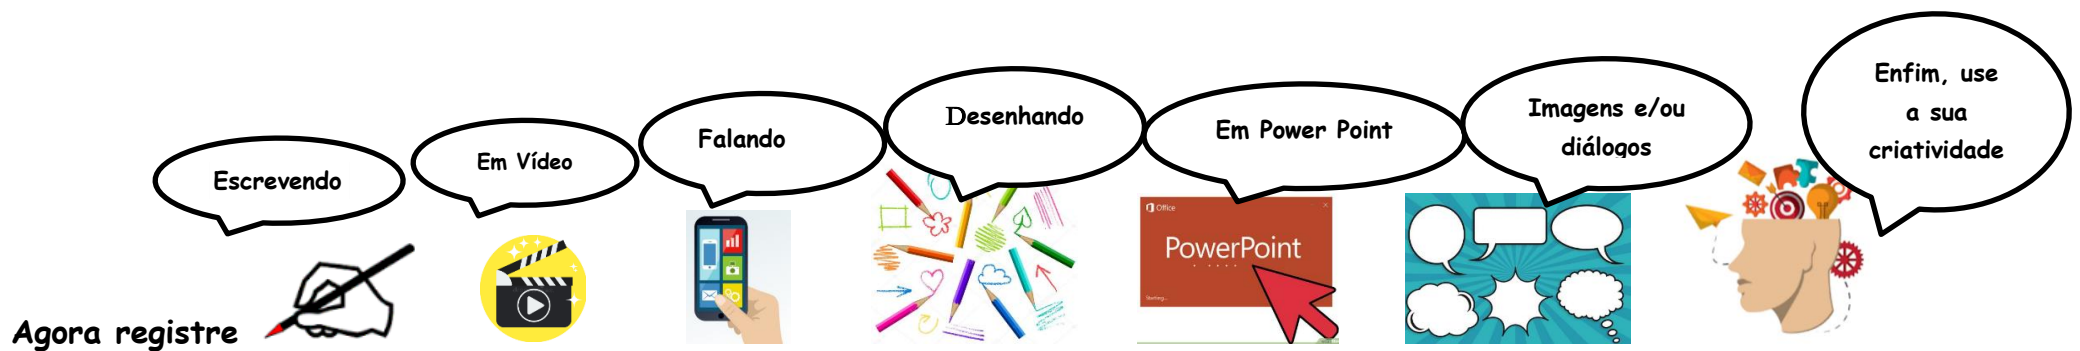 Agora registre
Escrevendo
Em Vídeo
Falando
Desenhando
Em Power Point
Office
PowerPoint
Starting...
Imagens e/ou
diálogos
Enfim, use
a sua
criatividade